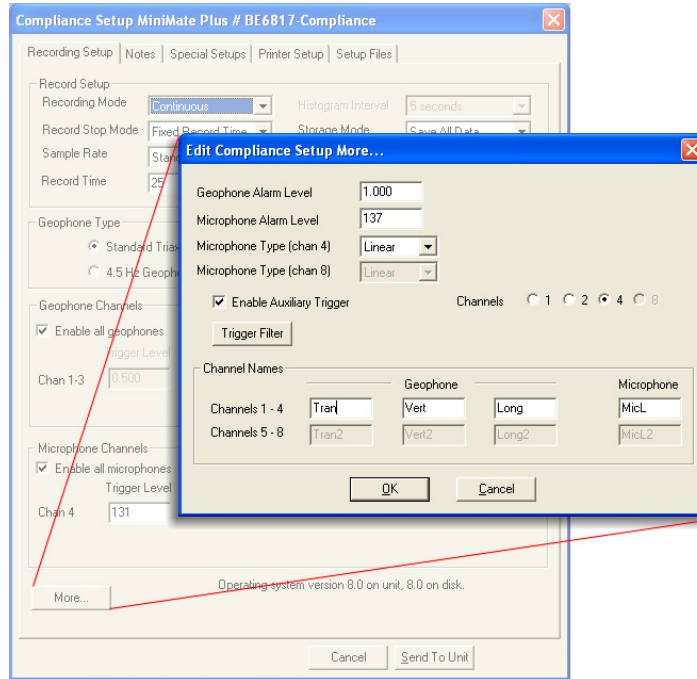 Compliance Setup MiniMate Plus # BE6817-Compliance
Recording Setup Notes Special Setups Printer Setup Setup Files
Record Setup
Recording Mode Continuous Histogram Interval 5 seconds
Record Stop Mode Fixed Record Time Storage Mode Save All Data
Sample Rate
Record Time 25
Geophone Type
Standard
4.5 Hz
Geophone Channels
Enable all geophones
Trigger Level
Chan 1-3 0.500
Microphone Channels
Enable all microphones
Trigger Level
Chan 4 131
More...
Operating system version 8.0 on unit, 8.0 on disk.
Cancel Send To Unit
Edit Compliance Setup More...
Geophone Alarm Level 1.000
Microphone Alarm Level 137
Microphone Type (chan 4) Linear
Microphone Type (chan 8) Linear
Enable Auxiliary Trigger Channels 1 2 4 8
Trigger Filter
Channel Names
Geophone Microphone
Channels 1 - 4 Tran Vert Long MicL
Channels 5 - 8 Tran2 Vert2 Long2 MicL2
OK Cancel